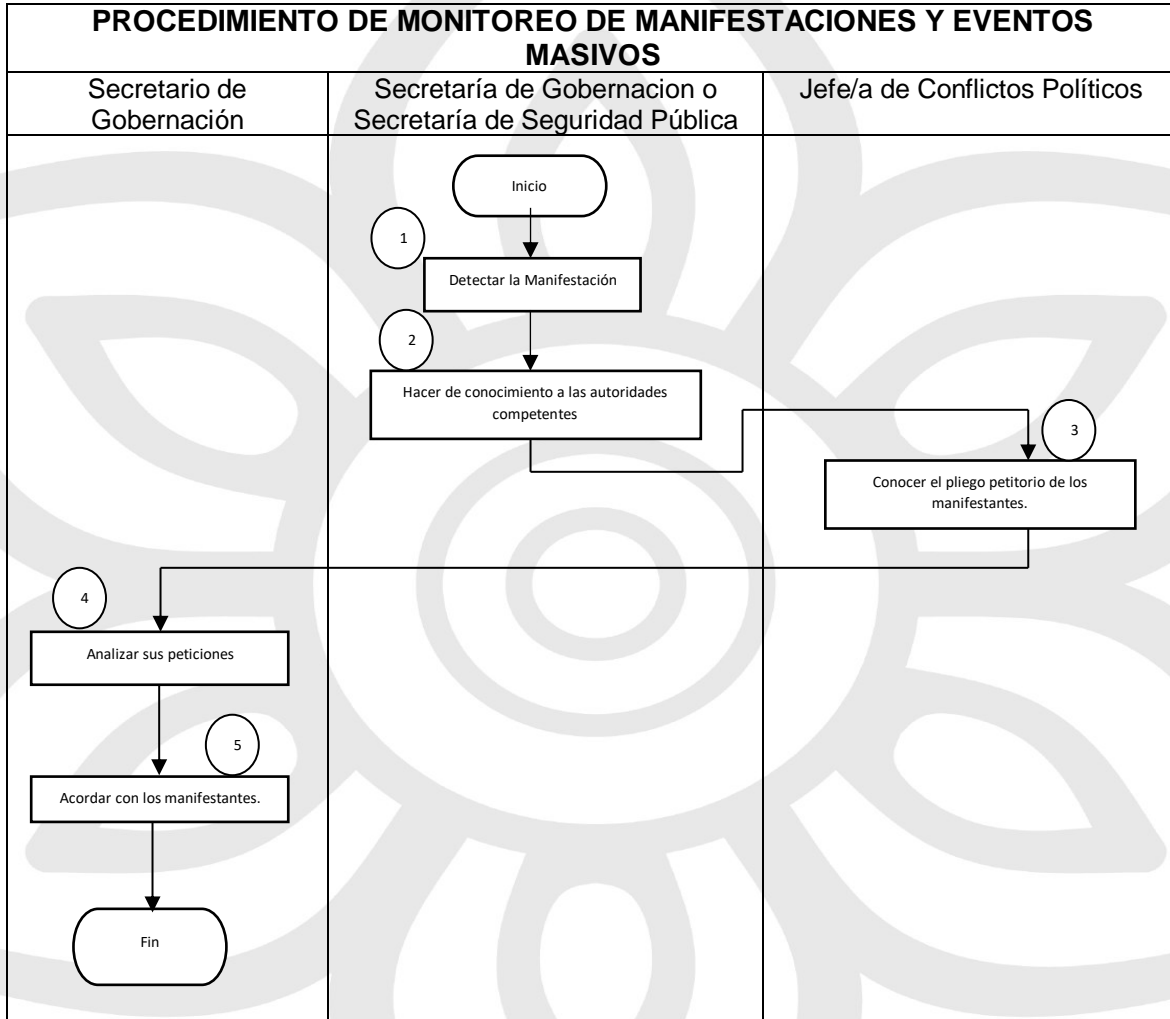 PROCEDIMIENTO DE MONITOREO DE MANIFESTACIONES Y EVENTOS
MASIVOS
Secretario de
Gobernación
Secretaría de Gobernacion o
Secretaría de Seguridad Pública
Jefe/a de Conflictos Políticos
Inicio
1
Detectar la Manifestación
2
Hacer de conocimiento a las autoridades
competentes
3
Conocer el pliego petitorio de los
manifestantes.
4
Analizar sus peticiones
5
Acordar con los manifestantes.
Fin